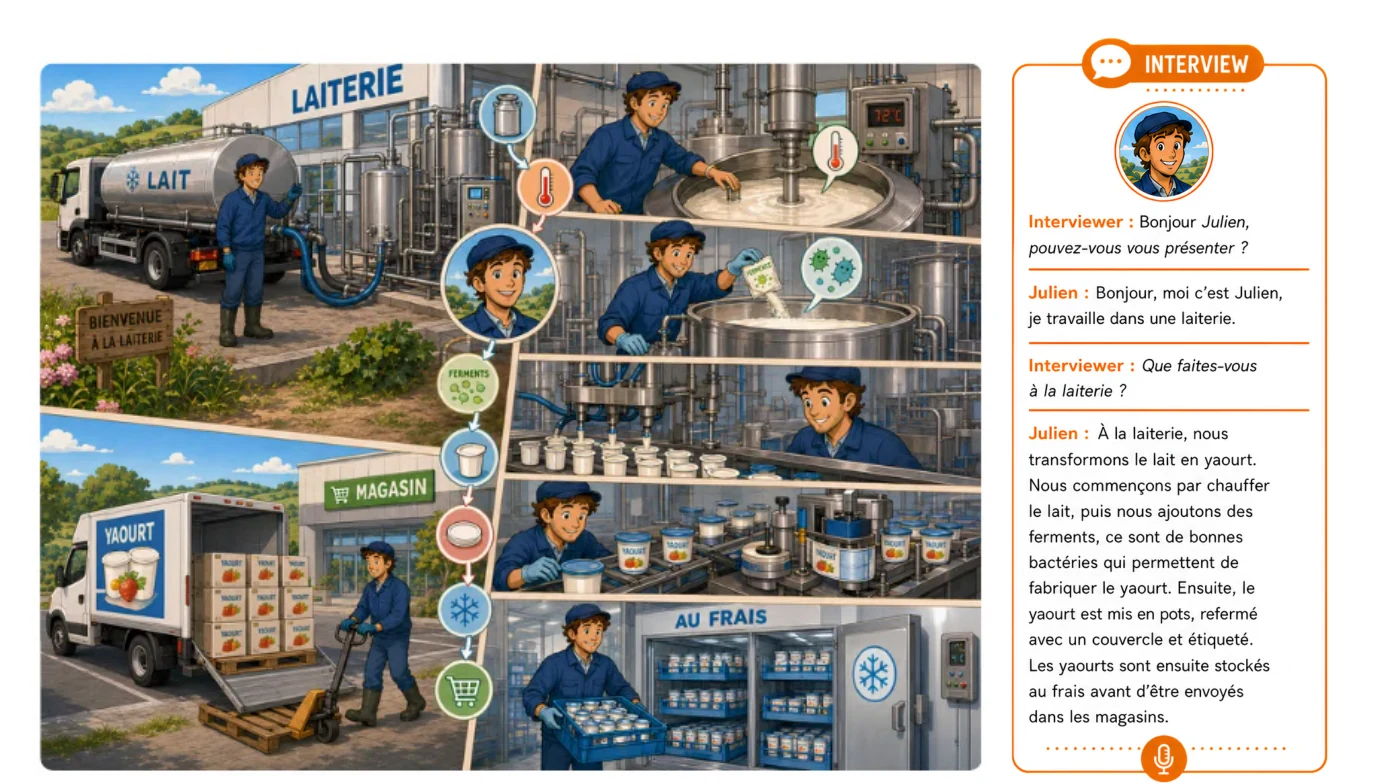 LAITERIE
LAIT
BIENVENUE
À LA LAITERIE
72°C
FERMENTS
FERMENTS
MAGASIN
YAOURT
YAOURT
YAOURT
YAOURT
YAOURT
YAOURT
AU FRAIS
INTERVIEW
Interviewer : Bonjour Julien,
pouvez-vous vous présenter ?
Julien : Bonjour, moi c’est Julien,
je travaille dans une laiterie.
Interviewer : Que faites-vous
à la laiterie ?
Julien : À la laiterie, nous
transformons le lait en yaourt.
Nous commençons par chauffer
le lait, puis nous ajoutons des
ferments, ce sont de bonnes
bactéries qui permettent de
fabriquer le yaourt. Ensuite, le
yaourt est mis en pots, refermé
avec un couvercle et étiqueté.
Les yaourts sont ensuite stockés
au frais avant d’être envoyés
dans les magasins.